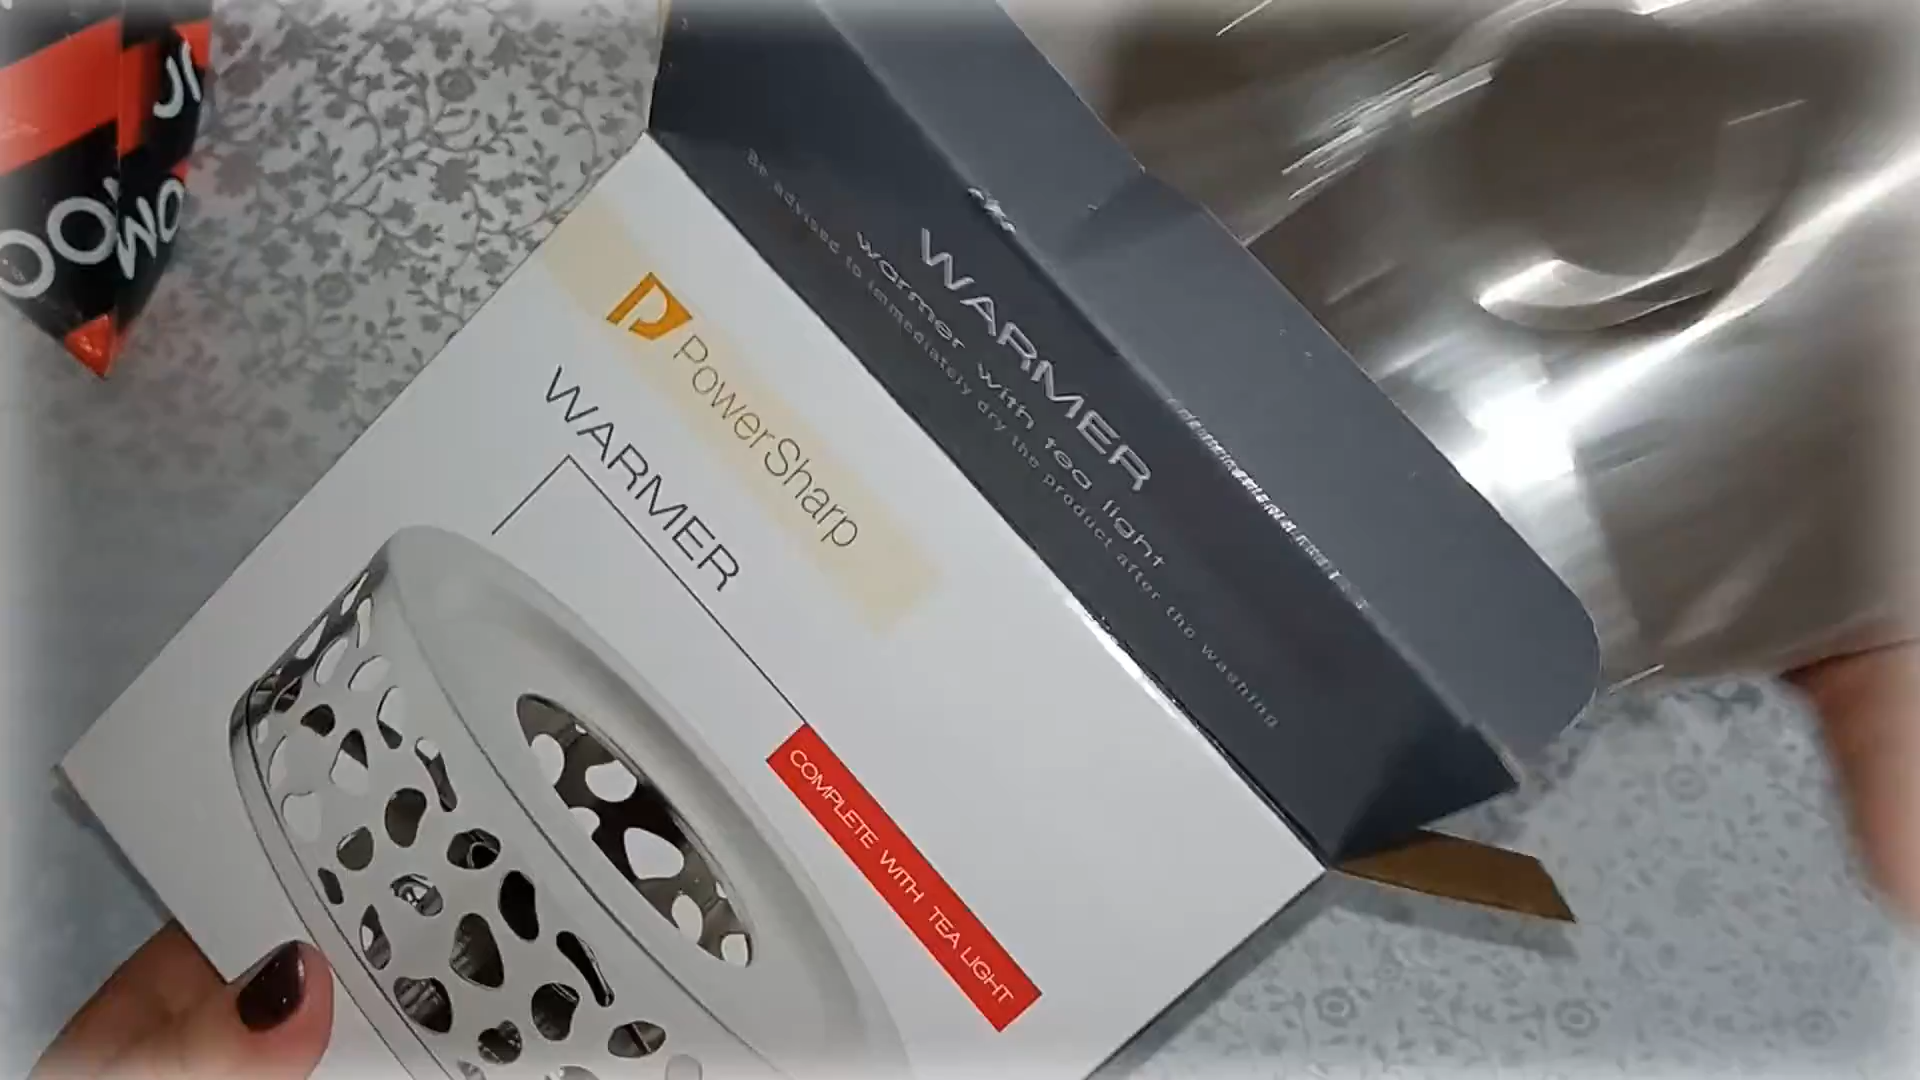 PowerSharp
WARMER
COMPLETE WITH TEA LIGHT
WARMER
warmer with tea light
Be advised to immediately dry the product after the washing